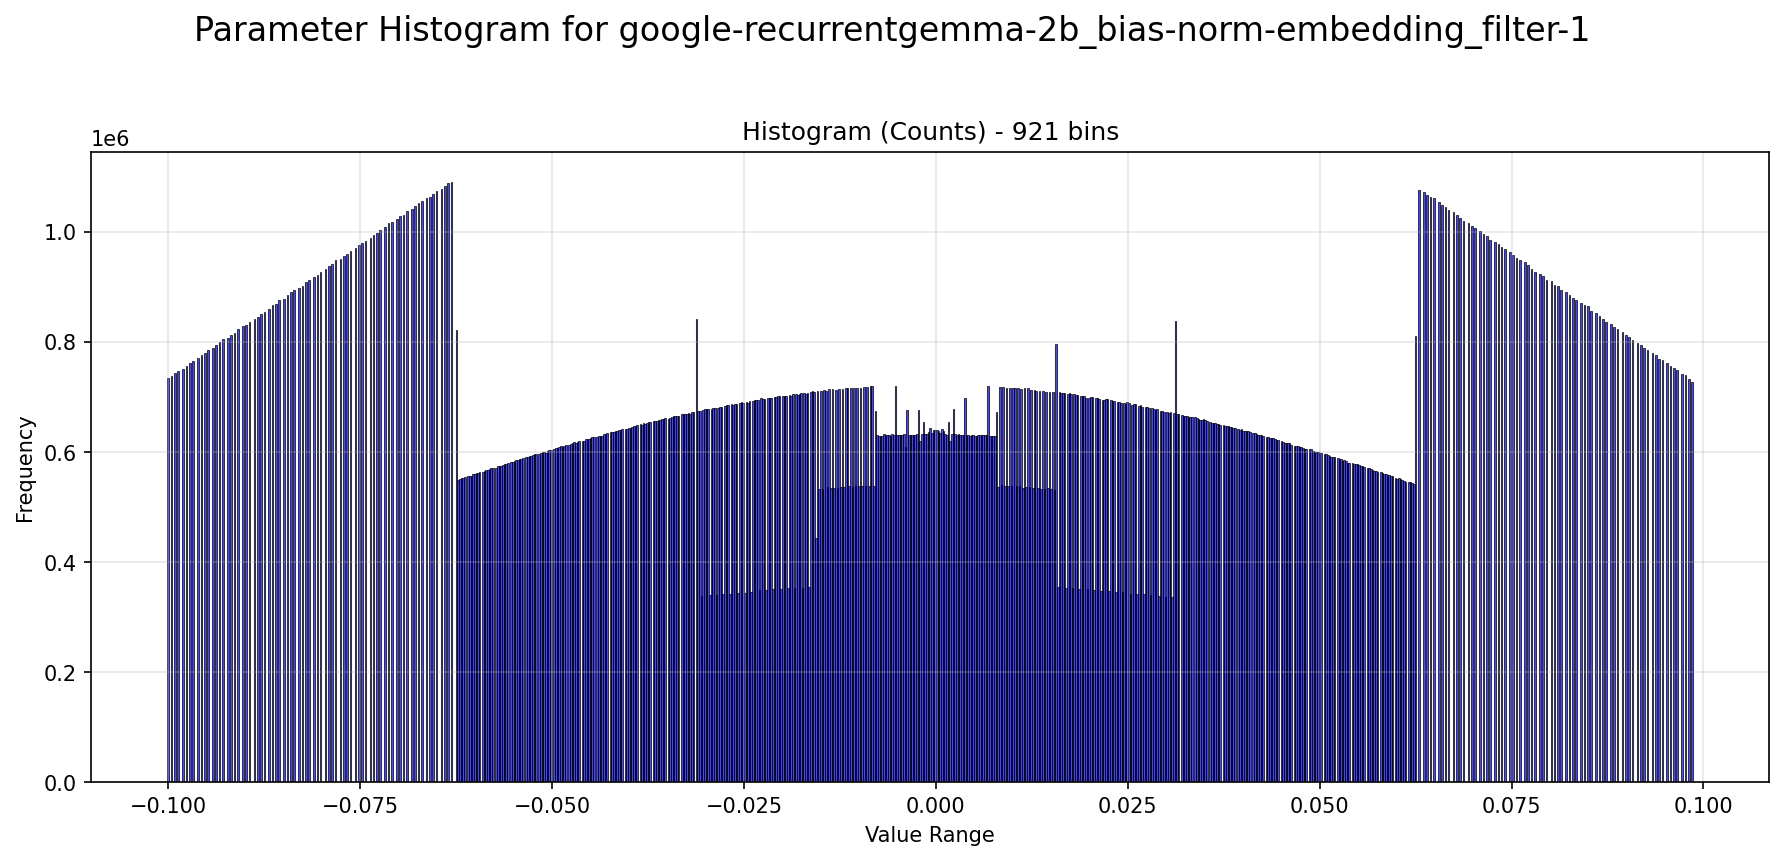 Parameter Histogram for google-recurrentgemma-2b_bias-norm-embedding_filter-1
Histogram (Counts) - 921 bins
1e6
1.0
0.8
0.6
0.4
0.2
0.0
Frequency
−0.100 −0.075 −0.050 −0.025 0.000 0.025 0.050 0.075 0.100
Value Range